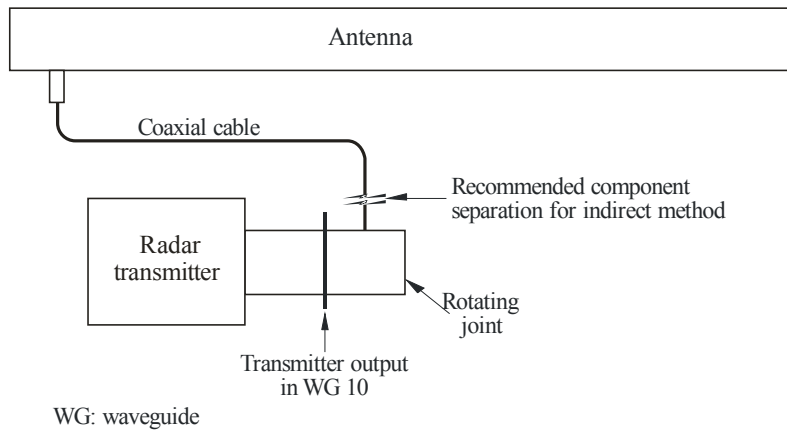 Antenna
Coaxial cable
Recommended component
separation for indirect method
Radar
transmitter
Rotating
joint
Transmitter output
in WG 10
WG: waveguide